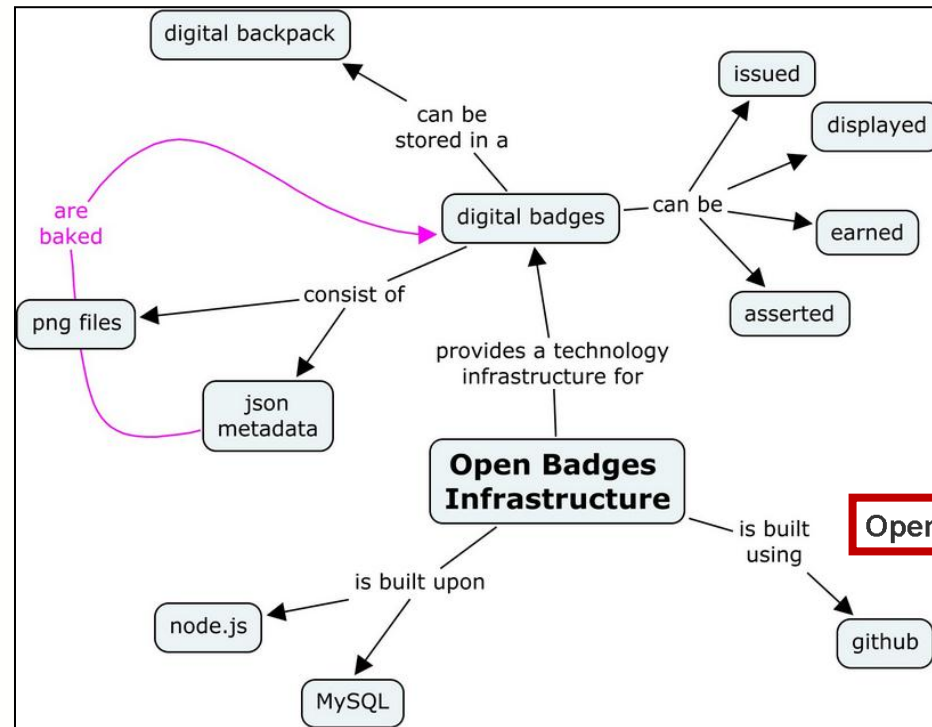 digital backpack
issued
can be
stored in a
displayed
are
baked
digital badges
can be
earned
consist of
png files
asserted
provides a technology
infrastructure for
json
metadata
Open Badges
Infrastructure
is built
using
Open
is built upon
node.js
github
MySQL